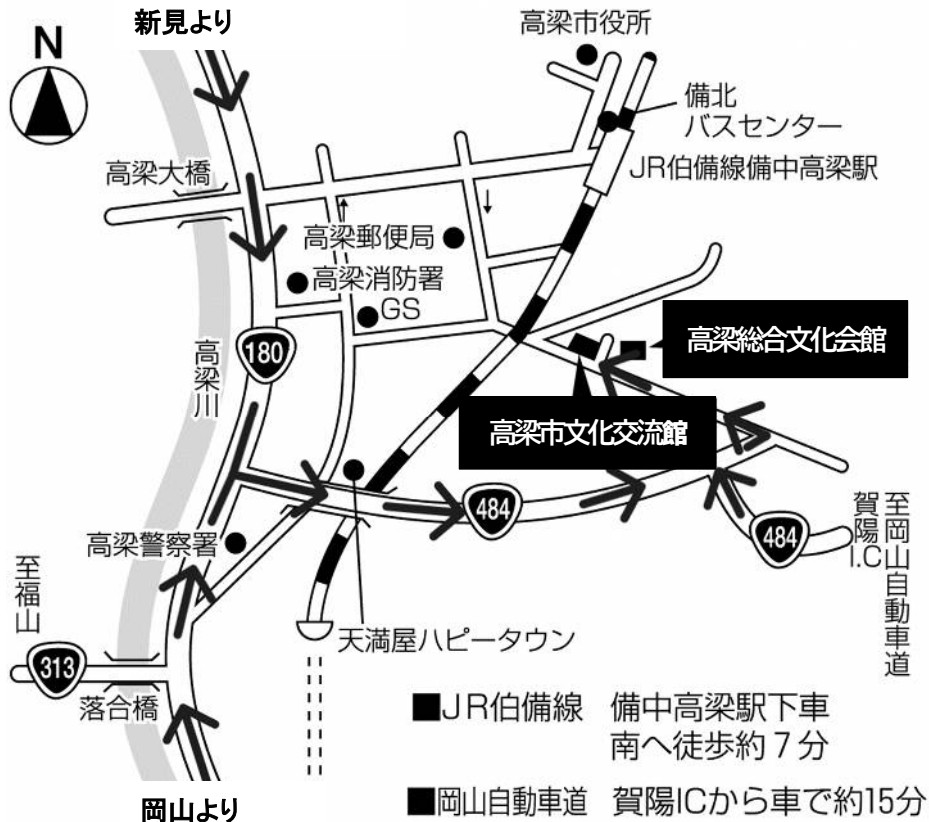 新見より
N
高梁市役所
備北
バスセンター
高梁大橋
JR伯備線備中高梁駅
高梁郵便局
高梁消防署
GS
180
高梁川
高梁総合文化会館
高梁市文化交流館
484
484
至岡山自動車道
賀陽I.C
高梁警察署
至福山
313
落合橋
天満屋ハピータウン
■JR伯備線 備中高梁駅下車
南へ徒歩約7分
岡山より
■岡山自動車道 賀陽ICから車で約15分